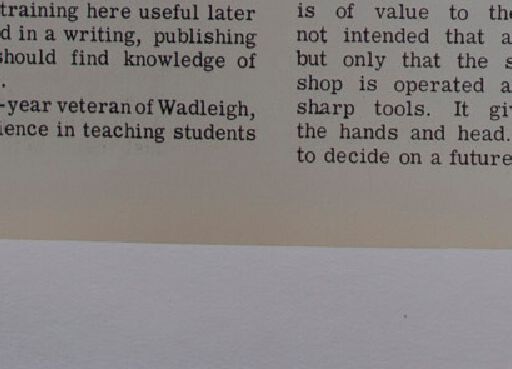 training here useful later
d in a writing, publishing
should find knowledge of
.
-year veteran of Wadleigh,
ience in teaching students
is of value to the
not intended that a
but only that the s
shop is operated a
sharp tools. It gi
the hands and head.
to decide on a future